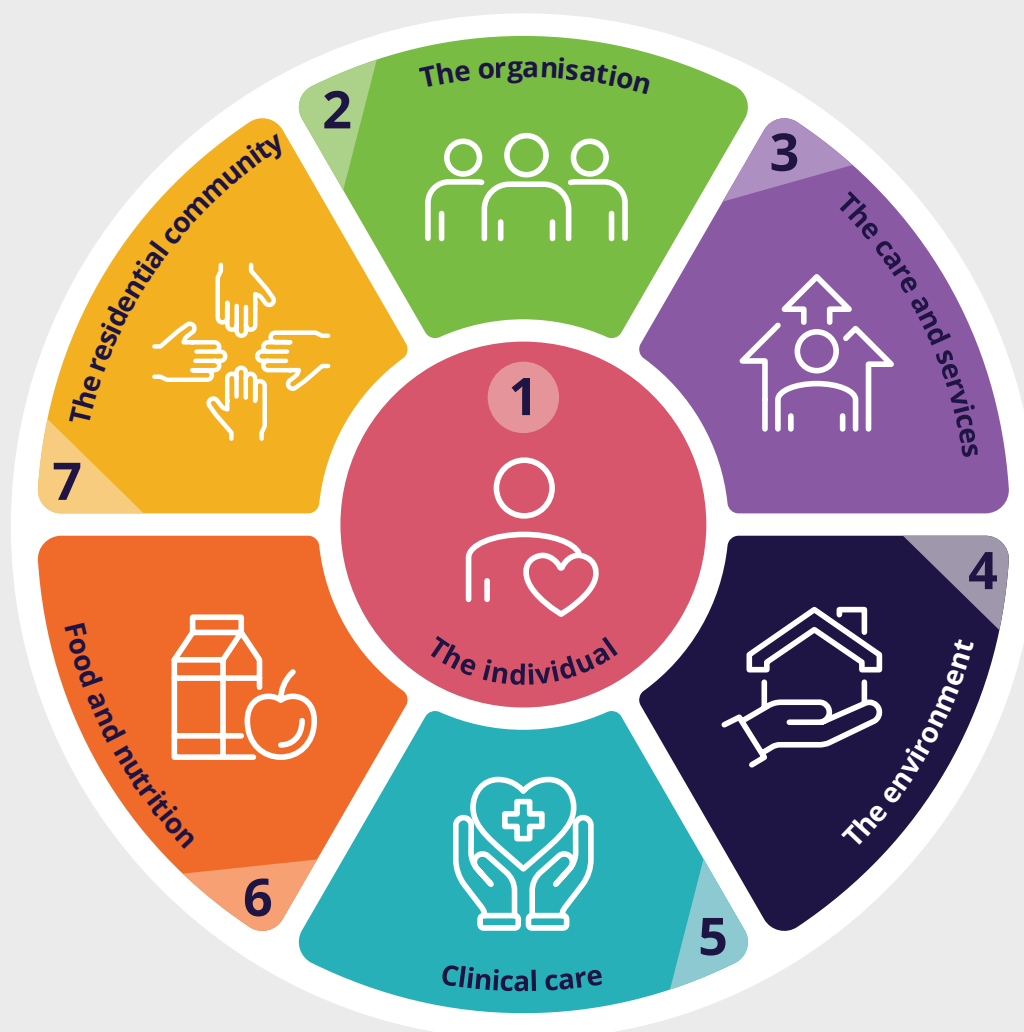 1
The individual
2
The organisation
3
The care and services
4
The environment
5
Clinical care
6
Food and nutrition
7
The residential community